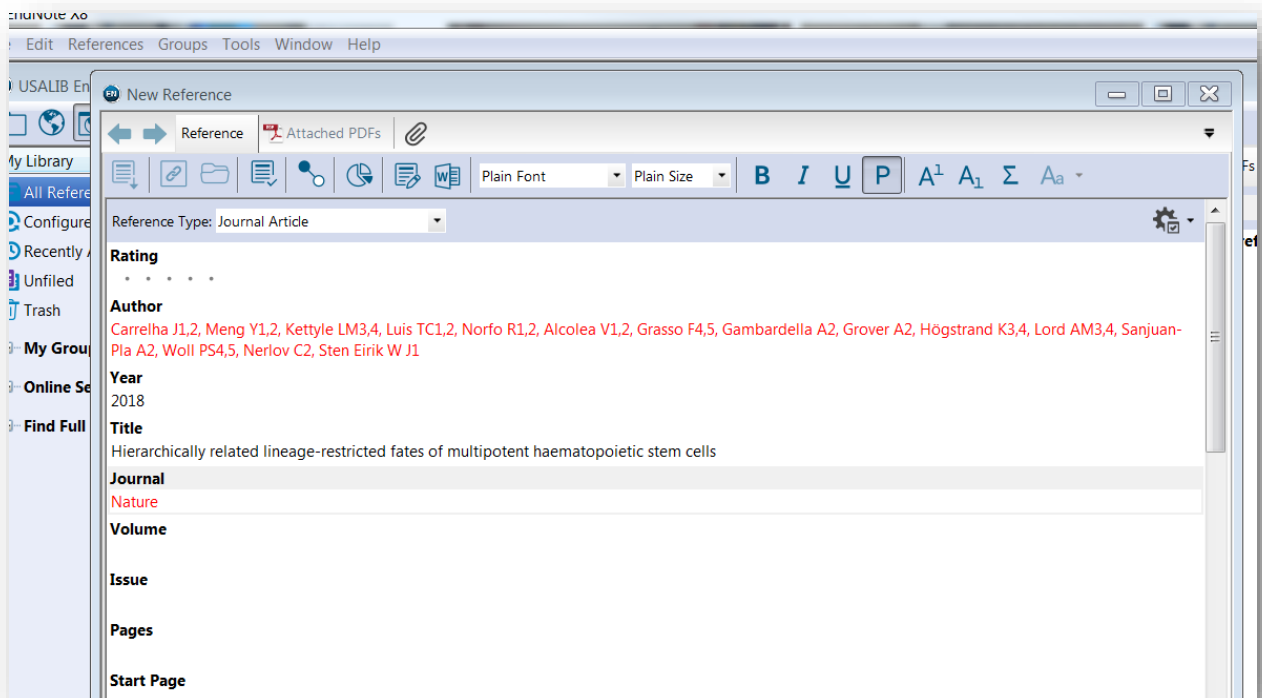 EndNote X8
Edit References Groups Tools Window Help
USALIB En
New Reference
Reference Attached PDFs
My Library
Plain Font Plain Size B I U P A1 A1 Σ Aa
All Refere
Configure
Reference Type: Journal Article
Recently A
Rating
Unfiled
Trash
Author
Carrelha J1,2, Meng Y1,2, Kettyle LM3,4, Luis TC1,2, Norfo R1,2, Alcolea V1,2, Grasso F4,5, Gambardella A2, Grover A2, Högstrand K3,4, Lord AM3,4, Sanjuan-
Pla A2, Woll PS4,5, Nerlov C2, Sten Eirik W J1
My Group
Year
2018
Online Se
Find Full
Title
Hierarchically related lineage-restricted fates of multipotent haematopoietic stem cells
Journal
Nature
Volume
Issue
Pages
Start Page